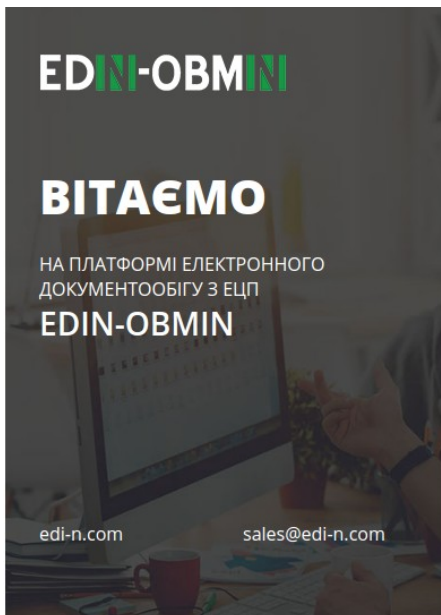 EDIN-OBMIN
ВІТАЄМО
НА ПЛАТФОРМІ ЕЛЕКТРОННОГО
ДОКУМЕНТООБІГУ З ЕЦП
EDIN-OBMIN
edi-n.com
sales@edi-n.com